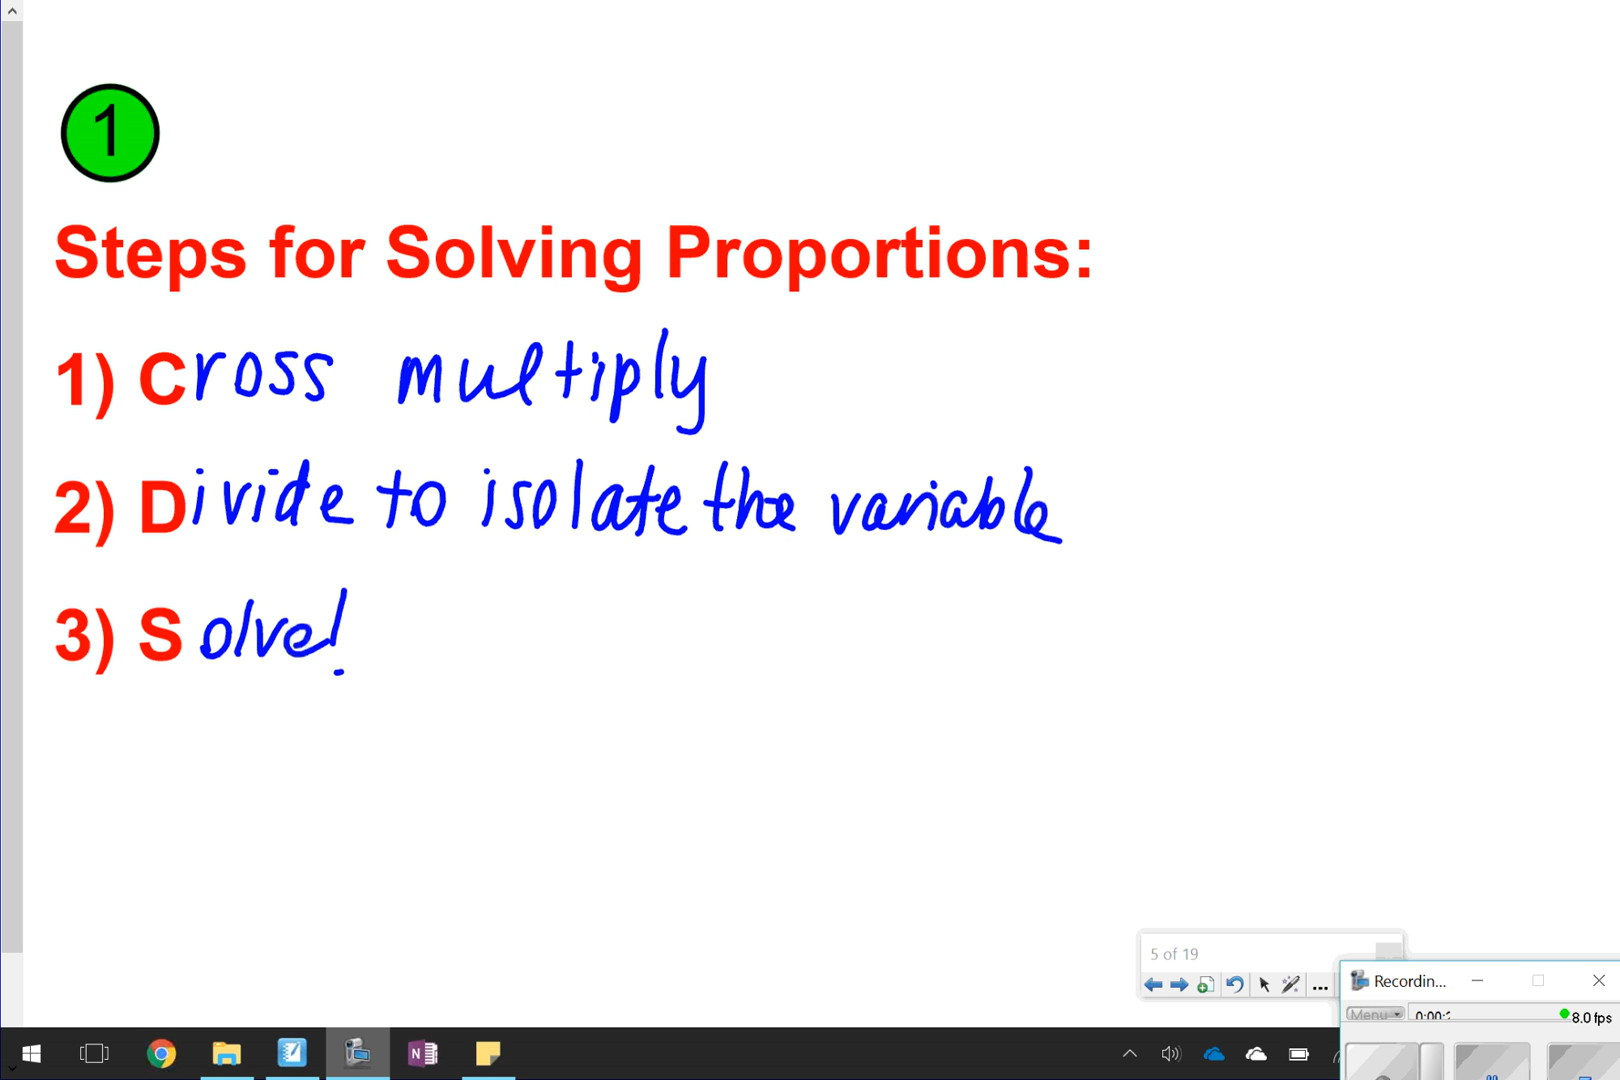 1
Steps for Solving Proportions:
1) Cross multiply
2) Divide to isolate the variable
3) Solve!
5 of 19
...
Recordin...
Menu
8.0 fps
N